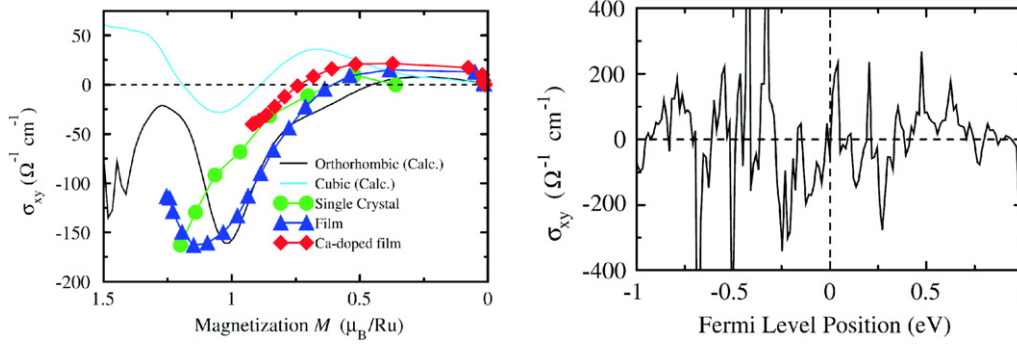 50
0
-50
-100
-150
-200
σxy (Ω⁻¹ cm⁻¹)
Orthorhombic (Calc.)
Cubic (Calc.)
Single Crystal
Film
Ca-doped film
1.5 1 0.5 0
Magnetization M (μB/Ru)
400
200
0
-200
-400
σxy (Ω⁻¹ cm⁻¹)
-1 -0.5 0 0.5
Fermi Level Position (eV)